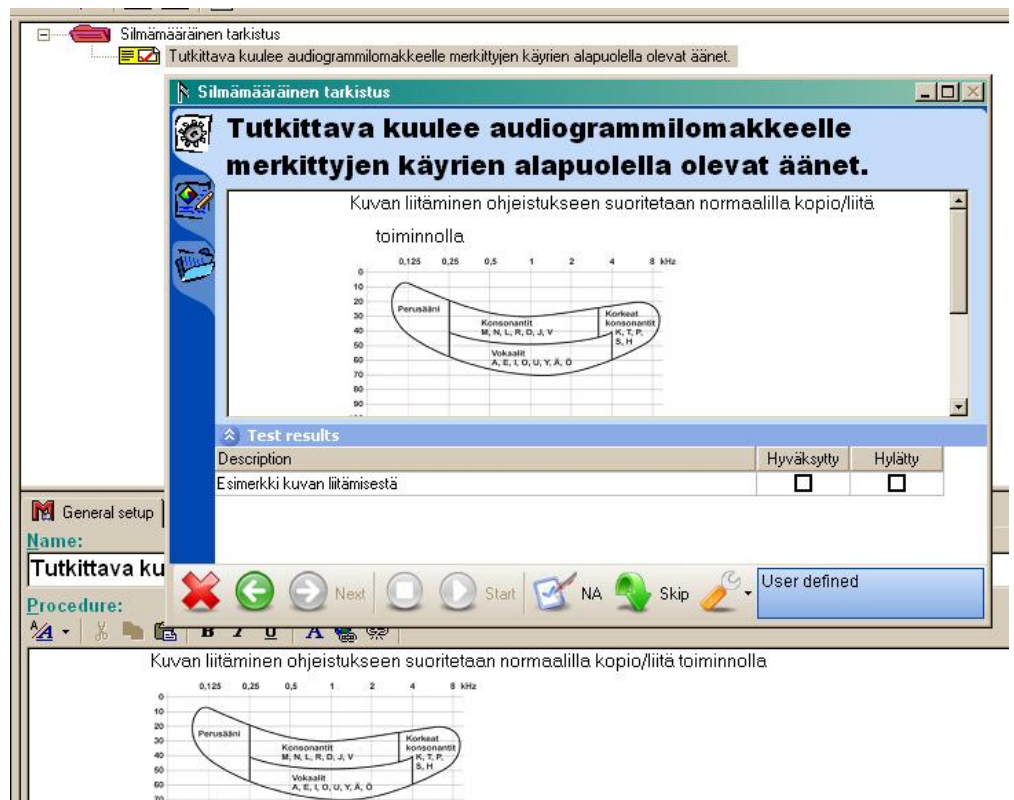 Silmämääräinen tarkistus
Tutkittava kuulee audiogrammilomakkeelle merkittyjen käyrien alapuolella olevat äänet.
Silmämääräinen tarkistus
Tutkittava kuulee audiogrammilomakkeelle
merkittyjen käyrien alapuolella olevat äänet.
Kuvan liitäminen ohjeistukseen suoritetaan normaalilla kopio/liitä
toiminnolla
0,125 0,25 0,5 1 2 4 8 kHz
0
10
20
30
40
50
60
70
80
90
Perusääni
Konsonantit
M, N, L, R, D, J, V
Korkeat
konsonantit
K, T, P,
S, H
Vokaalit
A, E, I, O, U, Y, Ä, Ö
Test results
Description Hyväksytty Hylätty
Esimerkki kuvan liitämisestä
General setup
Name:
Tutkittava ku
Next Start NA Skip User defined
Procedure:
B I U A
Kuvan liitäminen ohjeistukseen suoritetaan normaalilla kopio/liitä toiminnolla
0,125 0,25 0,5 1 2 4 8 kHz
0
10
20
30
40
50
60
70
Perusääni
Konsonantit
M, N, L, R, D, J, V
Korkeat
konsonantit
K, T, P,
S, H
Vokaalit
A, E, I, O, U, Y, Ä, Ö